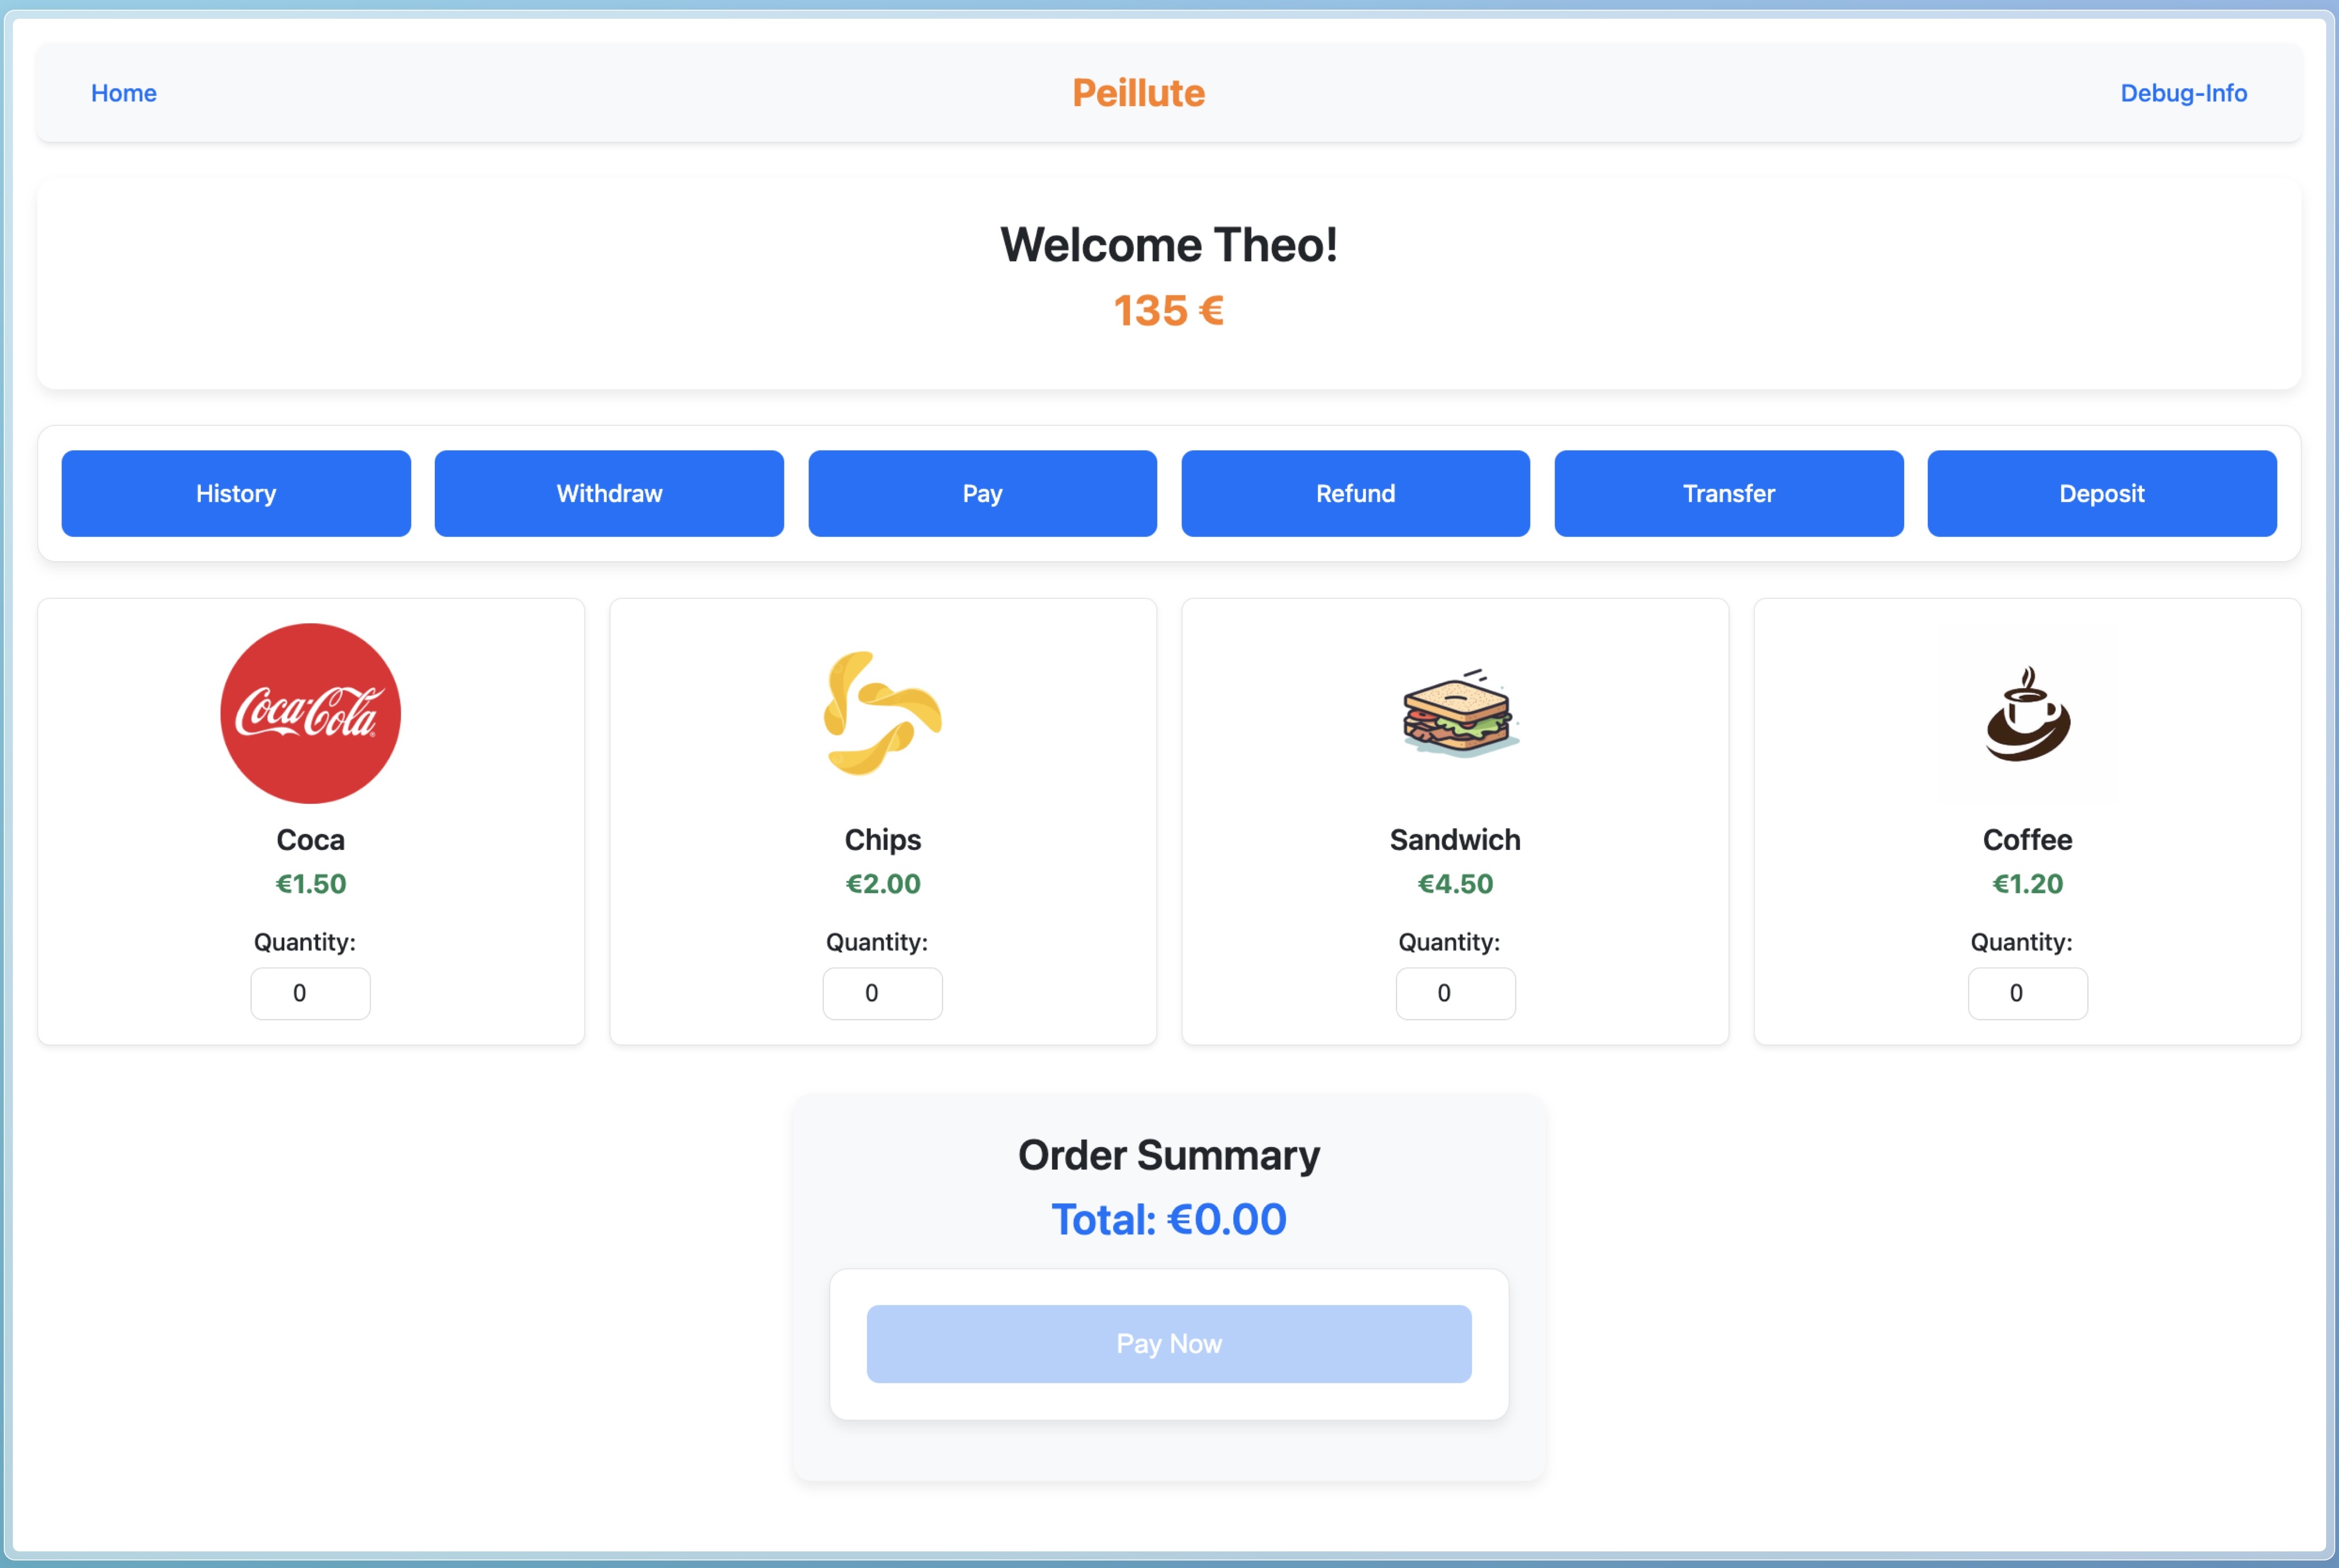 Home Peillute Debug-Info
Welcome Theo!
135 €
History Withdraw Pay Refund Transfer Deposit
Coca-Cola
Coca Chips Sandwich Coffee
€1.50 €2.00 €4.50 €1.20
Quantity: Quantity: Quantity: Quantity:
0 0 0 0
Order Summary
Total: €0.00
Pay Now